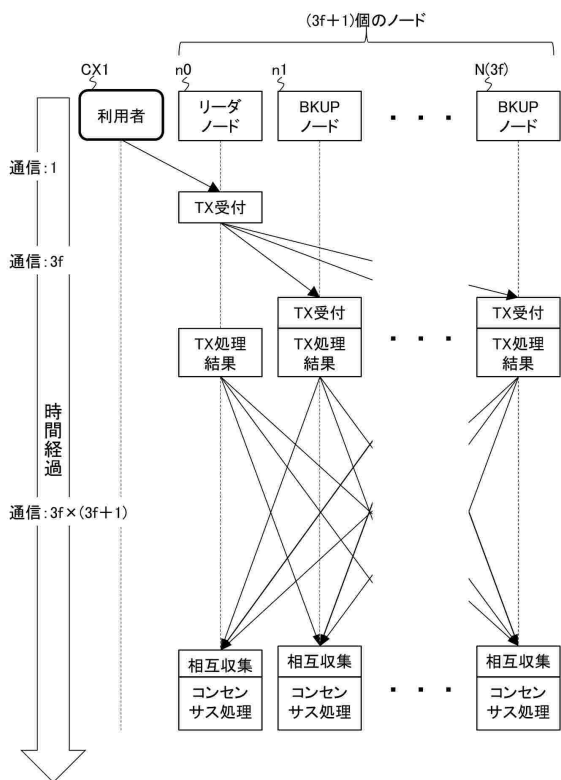 (3f+1)個のノード
CX1
n0
n1
N(3f)
利用者
リーダ
ノード
BKUP
ノード
・・・
BKUP
ノード
通信:1
TX受付
通信:3f
TX受付
TX受付
TX処理
結果
TX処理
結果
・・・
TX処理
結果
時間経過
通信:3f×(3f+1)
相互収集
相互収集
相互収集
コンセン
サス処理
コンセン
サス処理
・・・
コンセン
サス処理